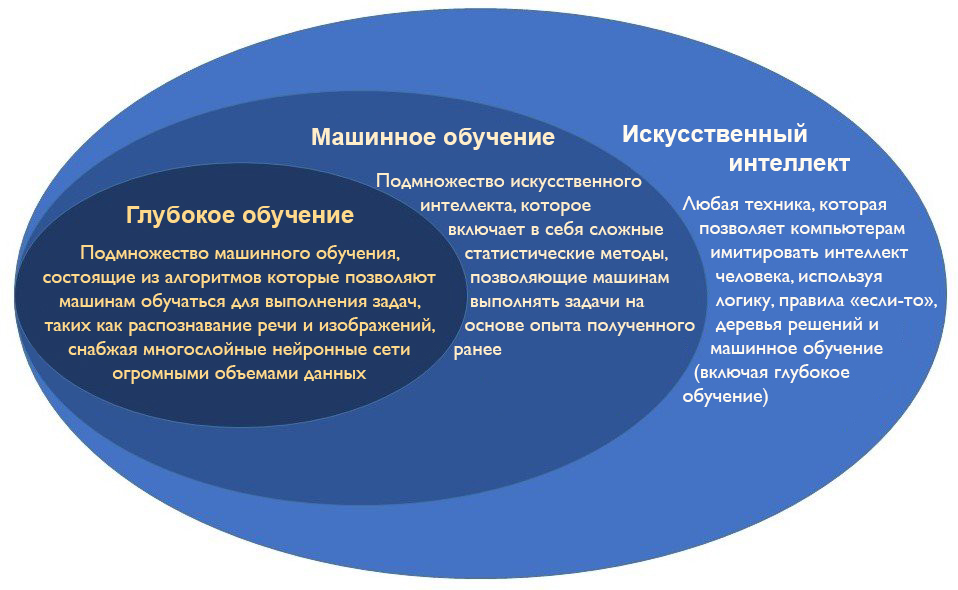 Машинное обучение
Подмножество искусственного
интеллекта, которое
включает в себя сложные
статистические методы,
позволяющие машинам
выполнять задачи на
основе опыта полученного
ранее
Искусственный
интеллект
Любая техника, которая
позволяет компьютерам
имитировать интеллект
человека, используя
логику, правила «если-то»,
деревья решений и
машинное обучение
(включая глубокое
обучение)
Глубокое обучение
Подмножество машинного обучения,
состоящие из алгоритмов которые позволяют
машинам обучаться для выполнения задач,
таких как распознавание речи и изображений,
снабжая многослойные нейронные сети
огромными объемами данных